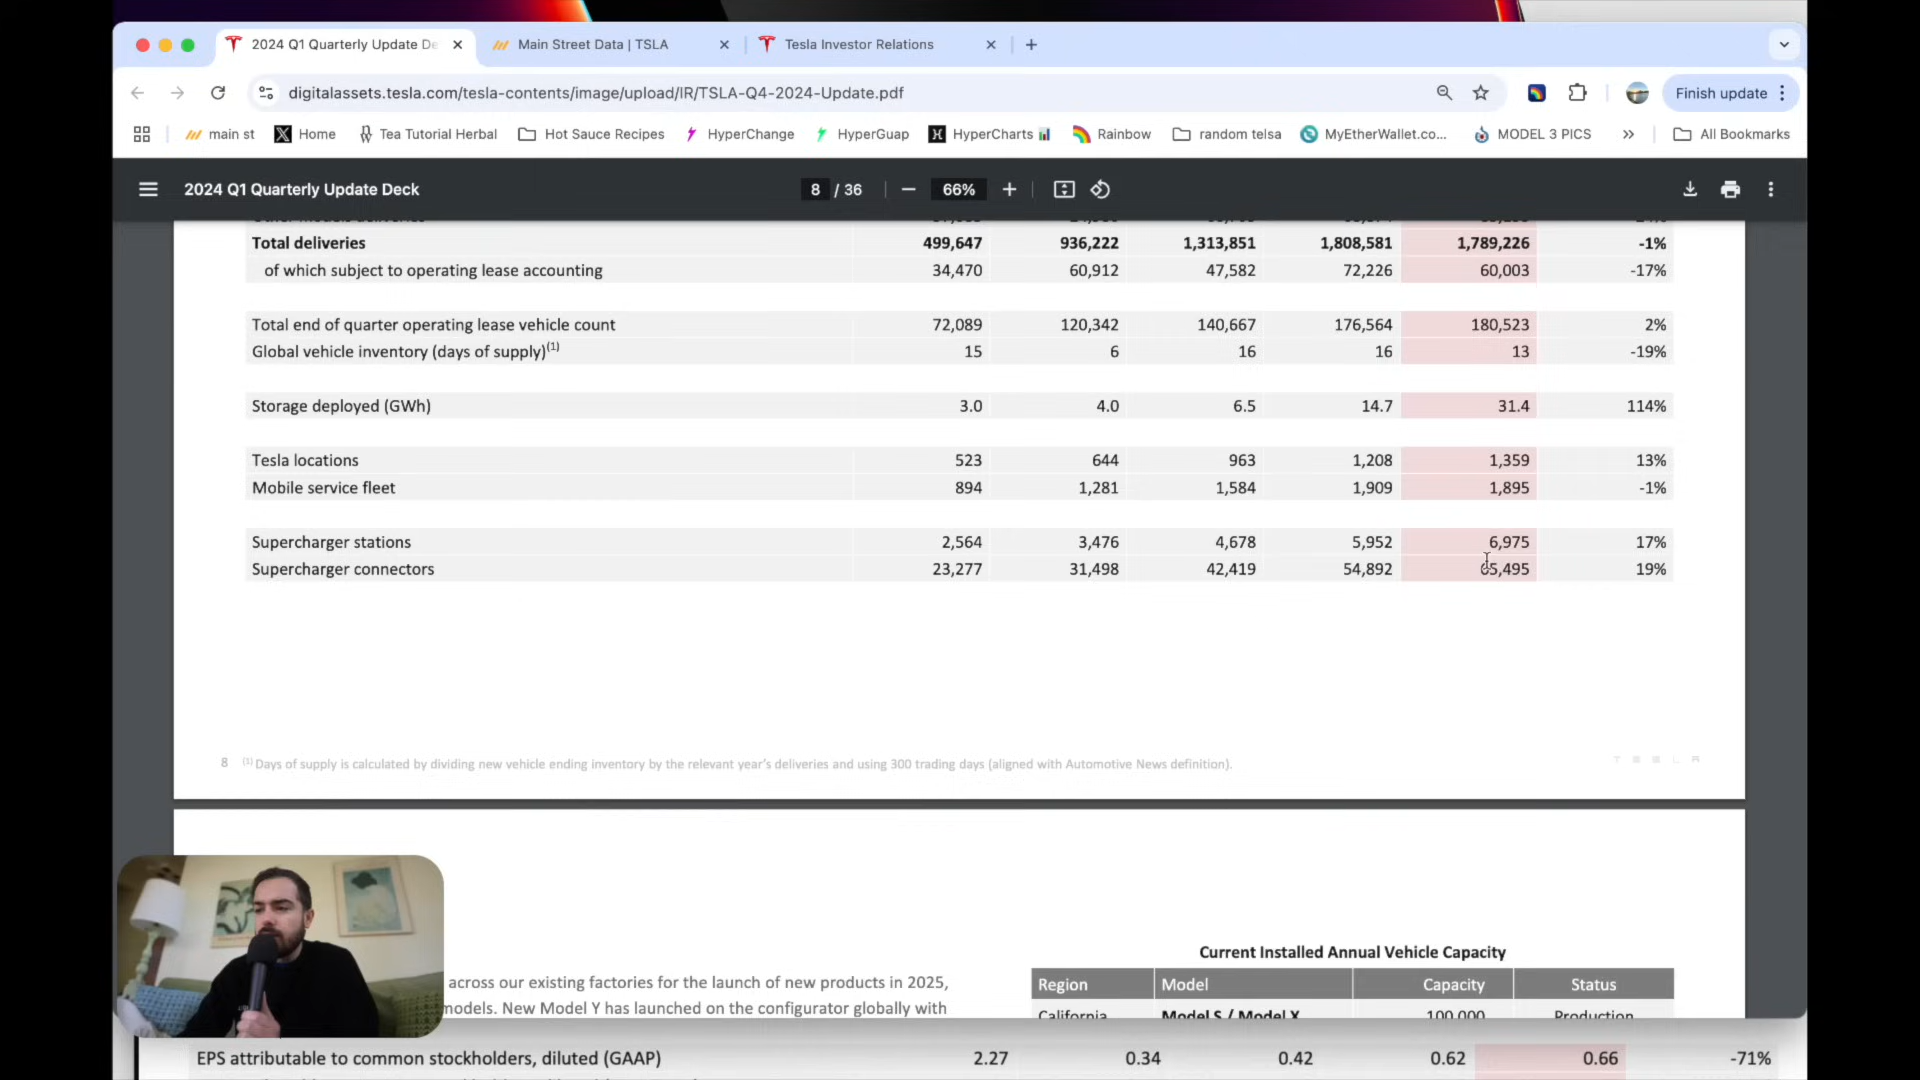 2024 Q1 Quarterly Update De
Main Street Data | TSLA
Tesla Investor Relations
digitalassets.tesla.com/tesla-contents/image/upload/IR/TSLA-Q4-2024-Update.pdf
Finish update
main st
Home
Tea Tutorial Herbal
Hot Sauce Recipes
HyperChange
HyperGuap
HyperCharts
Rainbow
random telsa
MyEtherWallet.co...
MODEL 3 PICS
All Bookmarks
2024 Q1 Quarterly Update Deck
8 / 36
66%
Total deliveries 499,647 936,222 1,313,851 1,808,581 1,789,226 -1%
of which subject to operating lease accounting 34,470 60,912 47,582 72,226 60,003 -17%
Total end of quarter operating lease vehicle count 72,089 120,342 140,667 176,564 180,523 2%
Global vehicle inventory (days of supply)(1) 15 6 16 16 13 -19%
Storage deployed (GWh) 3.0 4.0 6.5 14.7 31.4 114%
Tesla locations 523 644 963 1,208 1,359 13%
Mobile service fleet 894 1,281 1,584 1,909 1,895 -1%
Supercharger stations 2,564 3,476 4,678 5,952 6,975 17%
Supercharger connectors 23,277 31,498 42,419 54,892 65,495 19%
8 (1) Days of supply is calculated by dividing new vehicle ending inventory by the relevant year's deliveries and using 300 trading days (aligned with Automotive News definition).
Current Installed Annual Vehicle Capacity
across our existing factories for the launch of new products in 2025,
models. New Model Y has launched on the configurator globally with
Region Model Capacity Status
California Model S / Model X 100,000 Production
EPS attributable to common stockholders, diluted (GAAP) 2.27 0.34 0.42 0.62 0.66 -71%